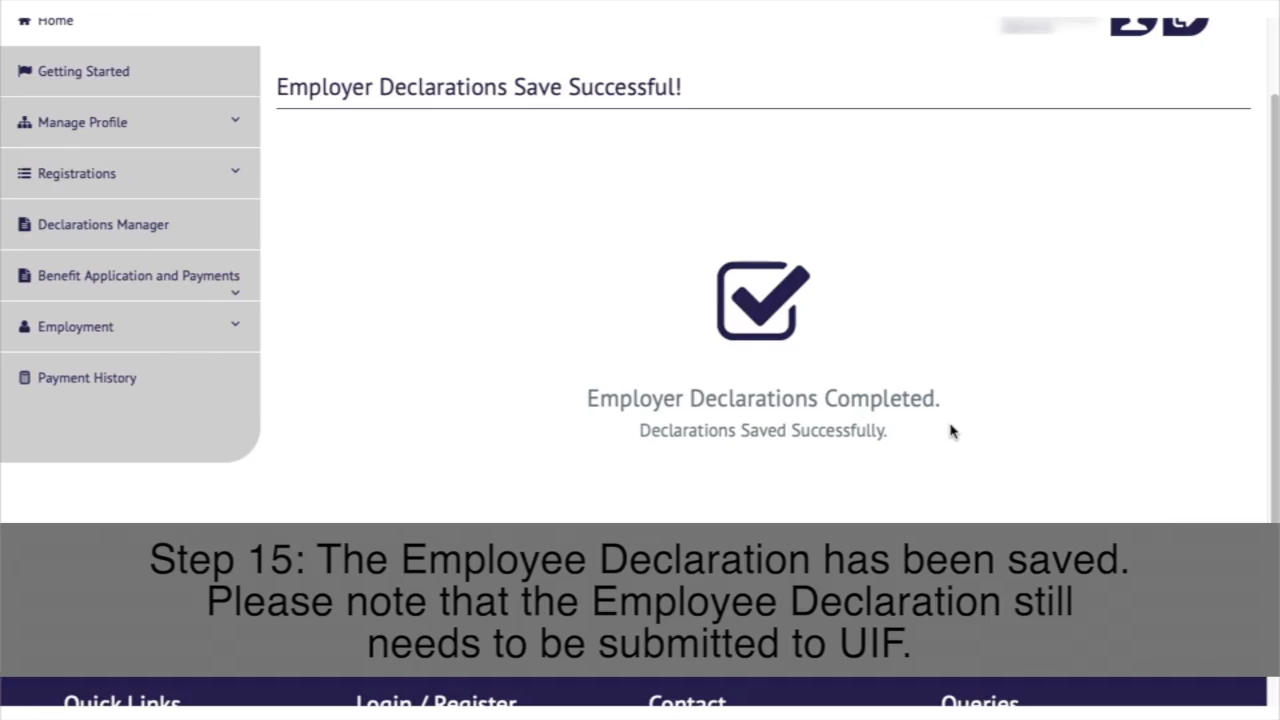 Home
Getting Started
Manage Profile
Registrations
Declarations Manager
Benefit Application and Payments
Employment
Payment History
Employer Declarations Save Successful!
Employer Declarations Completed.
Declarations Saved Successfully.
Step 15: The Employee Declaration has been saved.
Please note that the Employee Declaration still
needs to be submitted to UIF.
Quick Links
Login / Register
Contact
Queries